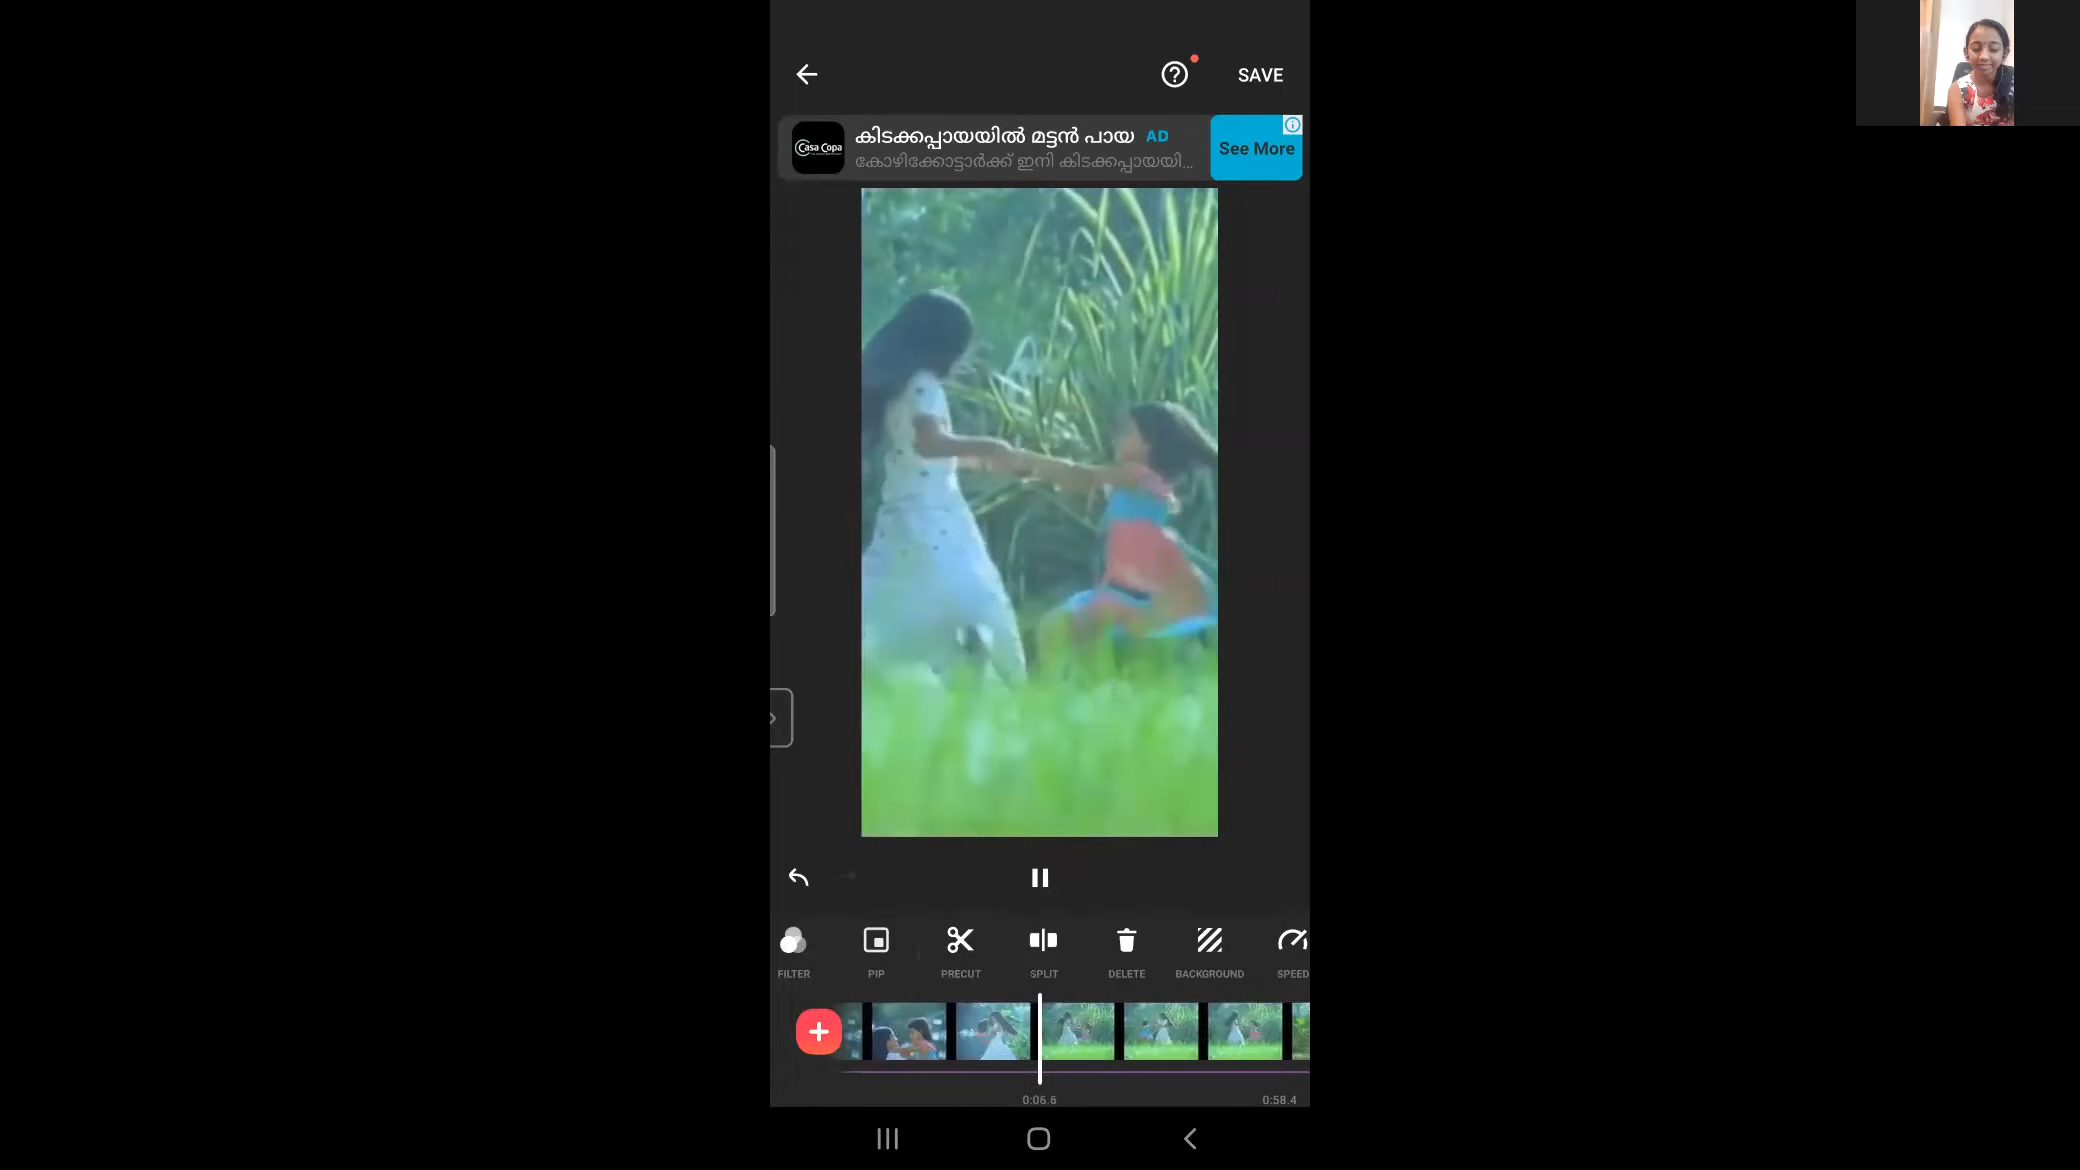 SAVE
കിടക്കപ്പായയിൽ മട്ടൻ പായ AD
കോഴിക്കോട്ടാർക്ക് ഇനി കിടക്കപ്പായയി...
Casa Copa
See More
FILTER PIP PRECUT SPLIT DELETE BACKGROUND SPEED
0:06.6 0:58.4